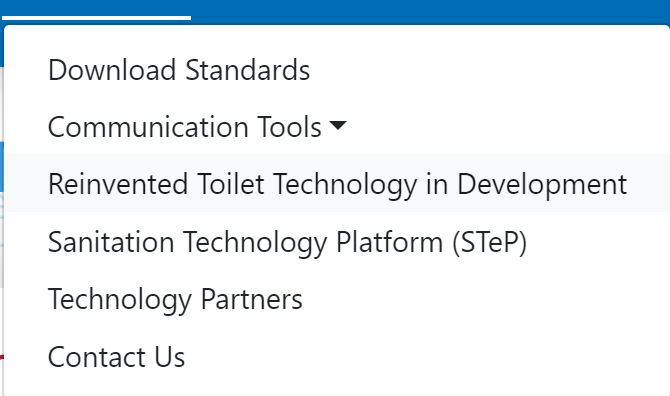 Download Standards
Communication Tools
Reinvented Toilet Technology in Development
Sanitation Technology Platform (STeP)
Technology Partners
Contact Us